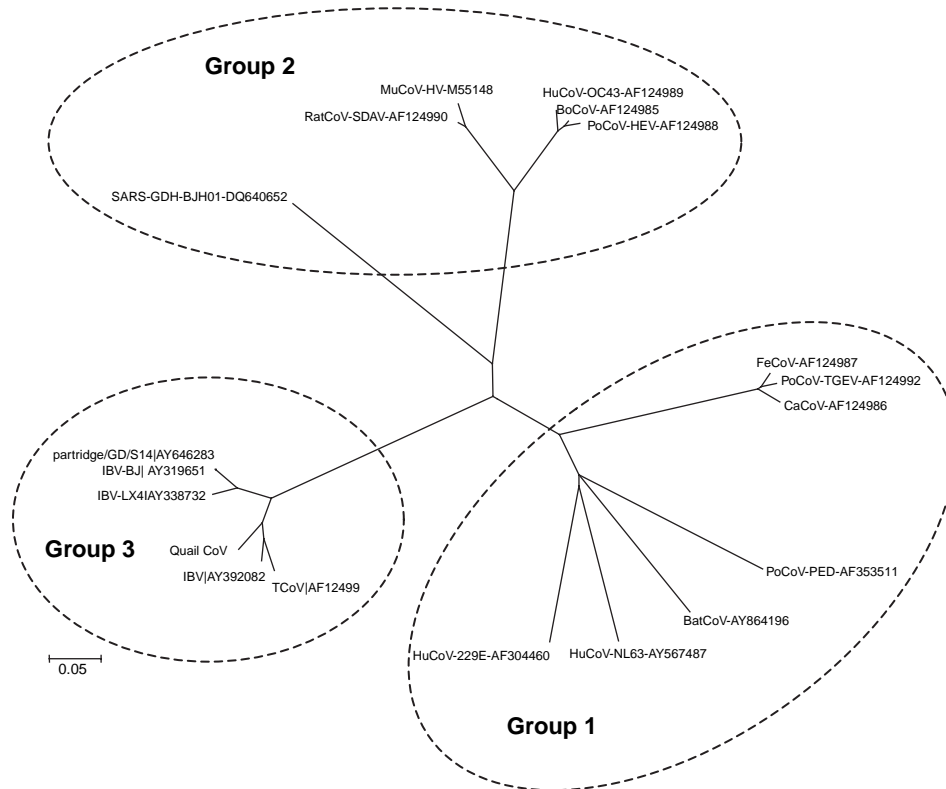 Group 2
MuCoV-HV-M55148
HuCoV-OC43-AF124989
BoCoV-AF124985
RatCoV-SDAV-AF124990
PoCoV-HEV-AF124988
SARS-GDH-BJH01-DQ640652
FeCoV-AF124987
PoCoV-TGEV-AF124992
CaCoV-AF124986
partridge/GD/S14|AY646283
IBV-BJ| AY319651
IBV-LX4IAY338732
Group 3
Quail CoV
IBV|AY392082
TCoV|AF12499
PoCoV-PED-AF353511
BatCoV-AY864196
HuCoV-229E-AF304460
HuCoV-NL63-AY567487
0.05
Group 1